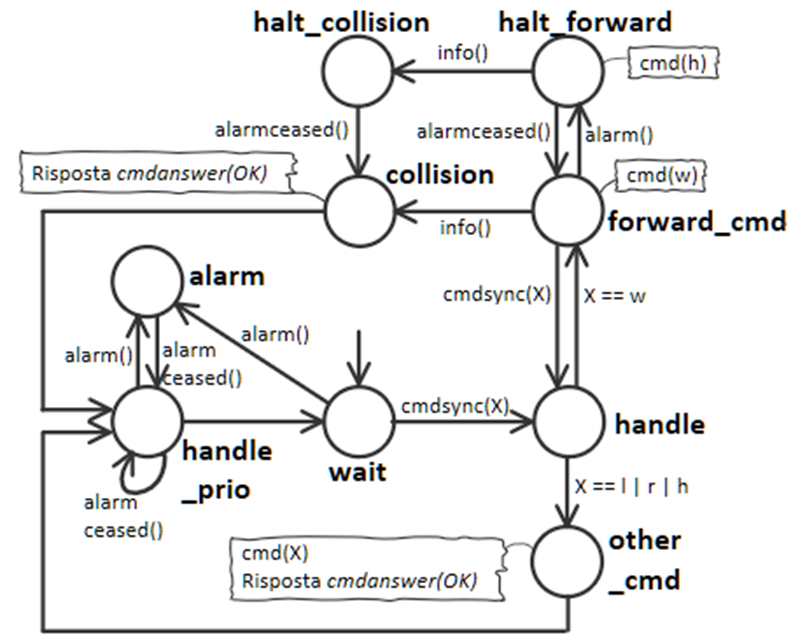 halt_collision
halt_forward
info()
cmd(h)
alarmceased()
alarmceased()
alarm()
Risposta cmdanswer(OK)
collision
cmd(w)
info()
forward_cmd
alarm
cmdsync(X)
X == w
alarm()
alarm()
alarm
ceased()
cmdsync(X)
handle
handle
_prio
wait
alarm
ceased()
X == l | r | h
cmd(X)
Risposta cmdanswer(OK)
other
_cmd